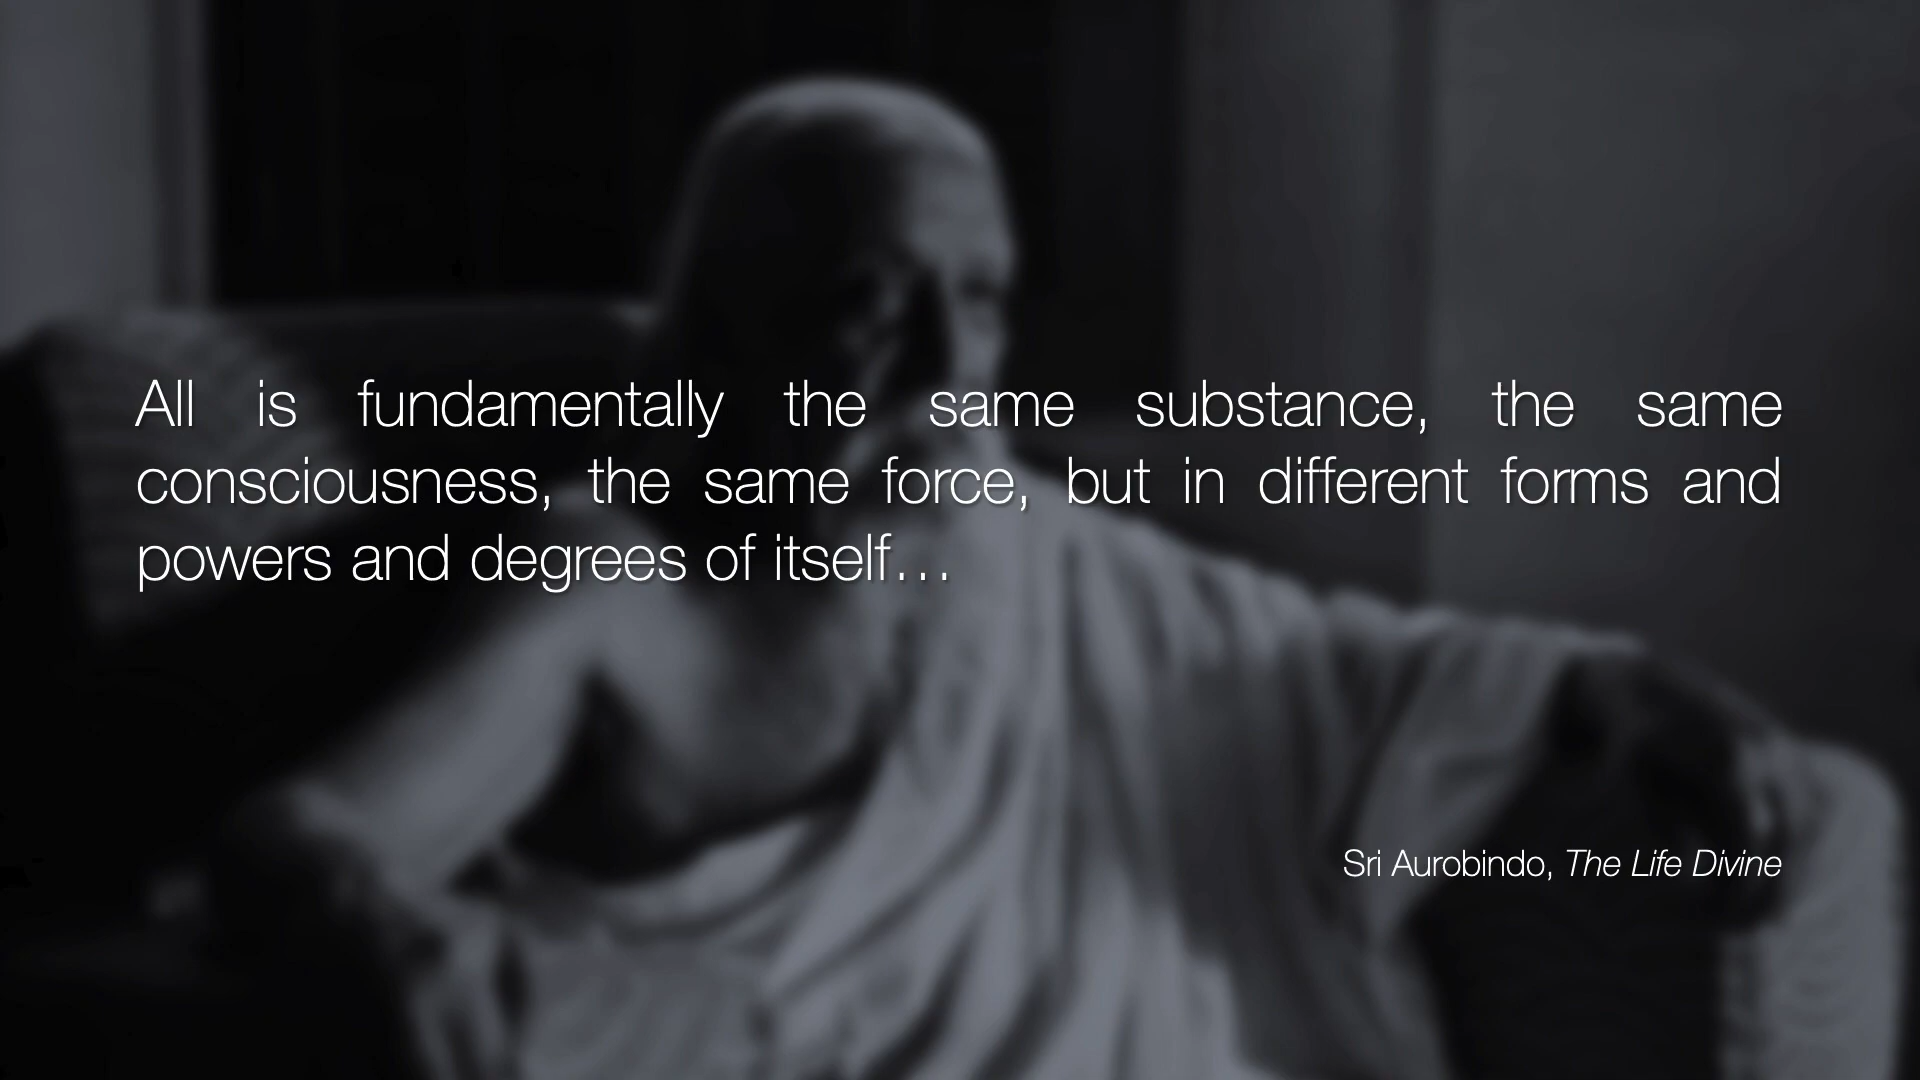 All is fundamentally the same substance, the same
consciousness, the same force, but in different forms and
powers and degrees of itself…
Sri Aurobindo, The Life Divine